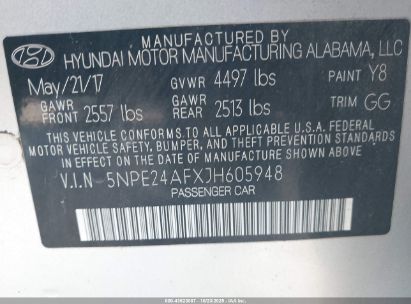 MANUFACTURED BY
HYUNDAI MOTOR MANUFACTURING ALABAMA, LLC
May/21/17 GVWR 4497 lbs PAINT Y8
GAWR FRONT 2557 lbs GAWR REAR 2513 lbs TRIM GG
THIS VEHICLE CONFORMS TO ALL APPLICABLE U.S.A. FEDERAL
MOTOR VEHICLE SAFETY, BUMPER, AND THEFT PREVENTION STANDARDS
IN EFFECT ON THE DATE OF MANUFACTURE SHOWN ABOVE.
V.I.N - 5NPE24AFXJH605948
PASSENGER CAR